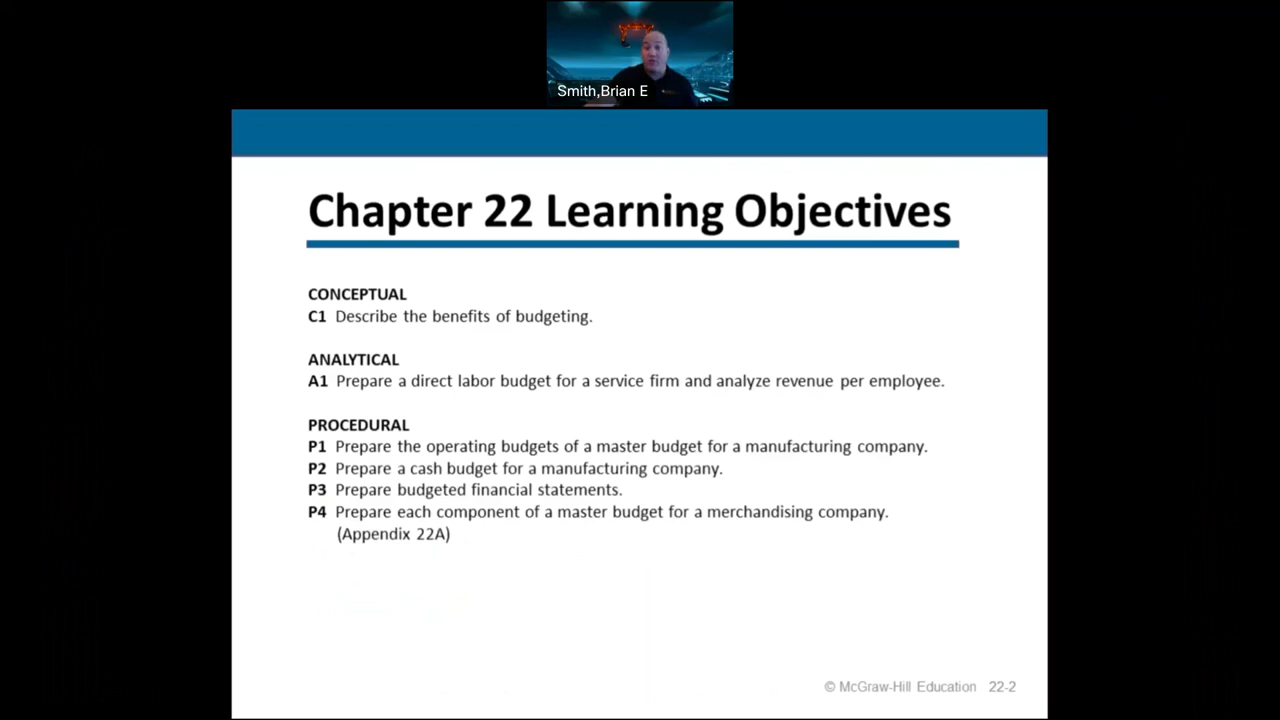 Smith,Brian E
Chapter 22 Learning Objectives
CONCEPTUAL
C1 Describe the benefits of budgeting.
ANALYTICAL
A1 Prepare a direct labor budget for a service firm and analyze revenue per employee.
PROCEDURAL
P1 Prepare the operating budgets of a master budget for a manufacturing company.
P2 Prepare a cash budget for a manufacturing company.
P3 Prepare budgeted financial statements.
P4 Prepare each component of a master budget for a merchandising company.
(Appendix 22A)
© McGraw-Hill Education 22-2